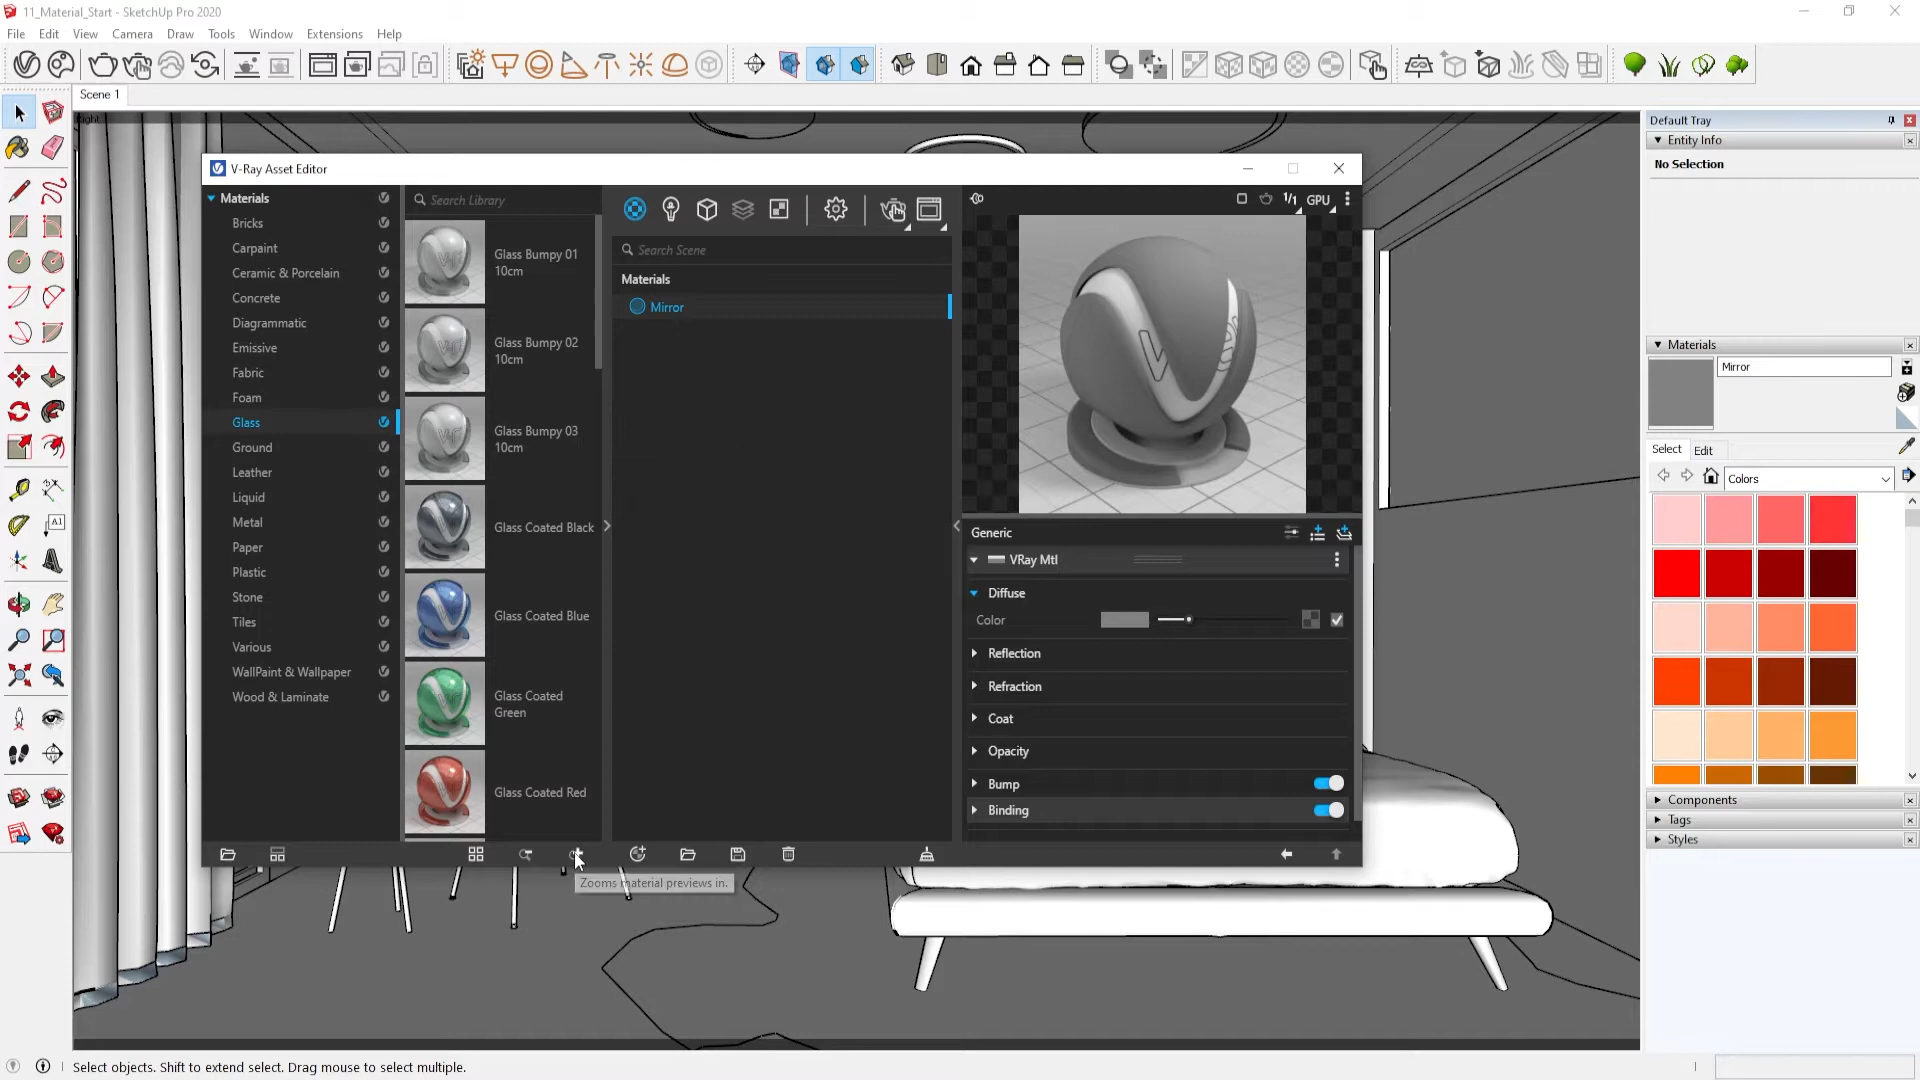 11_Material_Start - SketchUp Pro 2020
File Edit View Camera Draw Tools Window Extensions Help
Scene 1
Right
V-Ray Asset Editor
Materials
Bricks
Carpaint
Ceramic & Porcelain
Concrete
Diagrammatic
Emissive
Fabric
Foam
Glass
Ground
Leather
Liquid
Metal
Paper
Plastic
Stone
Tiles
Various
WallPaint & Wallpaper
Wood & Laminate
Search Library
Glass Bumpy 01
10cm
Glass Bumpy 02
10cm
Glass Bumpy 03
10cm
Glass Coated Black
Glass Coated Blue
Glass Coated
Green
Glass Coated Red
Search Scene
Materials
Mirror
1/1 GPU
Generic
VRay Mtl
Diffuse
Color
Reflection
Refraction
Coat
Opacity
Bump
Binding
Zooms material previews in.
Default Tray
Entity Info
No Selection
Materials
Mirror
Select Edit
Colors
Components
Tags
Styles
A1
Select objects. Shift to extend select. Drag mouse to select multiple.